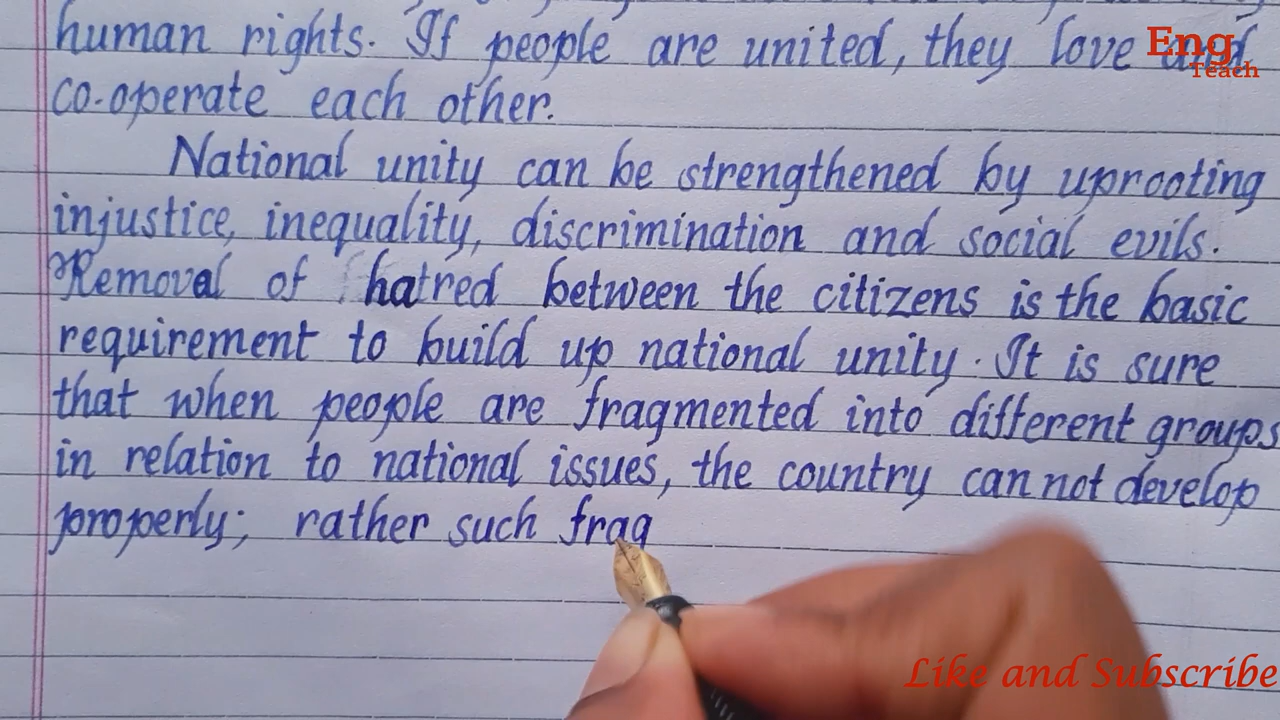 human rights. If people are united, they love and
co-operate each other.
National unity can be strengthened by uprooting
injustice, inequality, discrimination and social evils.
Removal of hatred between the citizens is the basic
requirement to build up national unity. It is sure
that when people are fragmented into different groups
in relation to national issues, the country can not develop
properly; rather such frag
Eng
Teach
Like and Subscribe